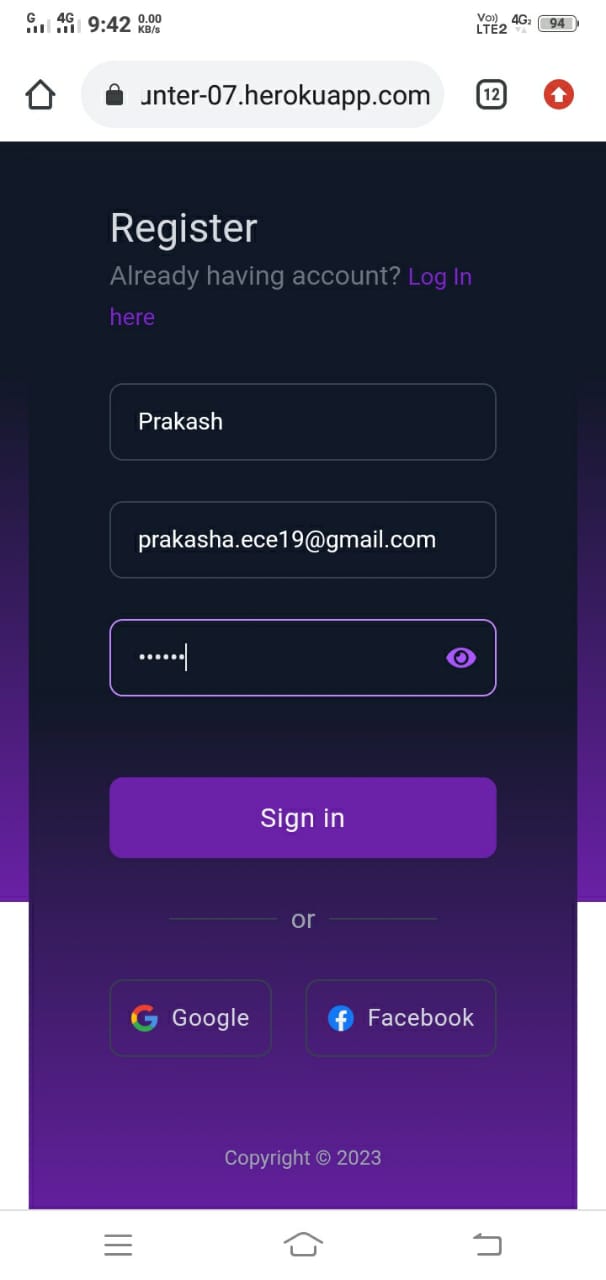 G 4G 9:42 0.00
KB/s
Vo)) 4G2 94
LTE2
unter-07.herokuapp.com 12
Register
Already having account? Log In
here
Prakash
prakasha.ece19@gmail.com
••••••
Sign in
or
Google Facebook
Copyright © 2023